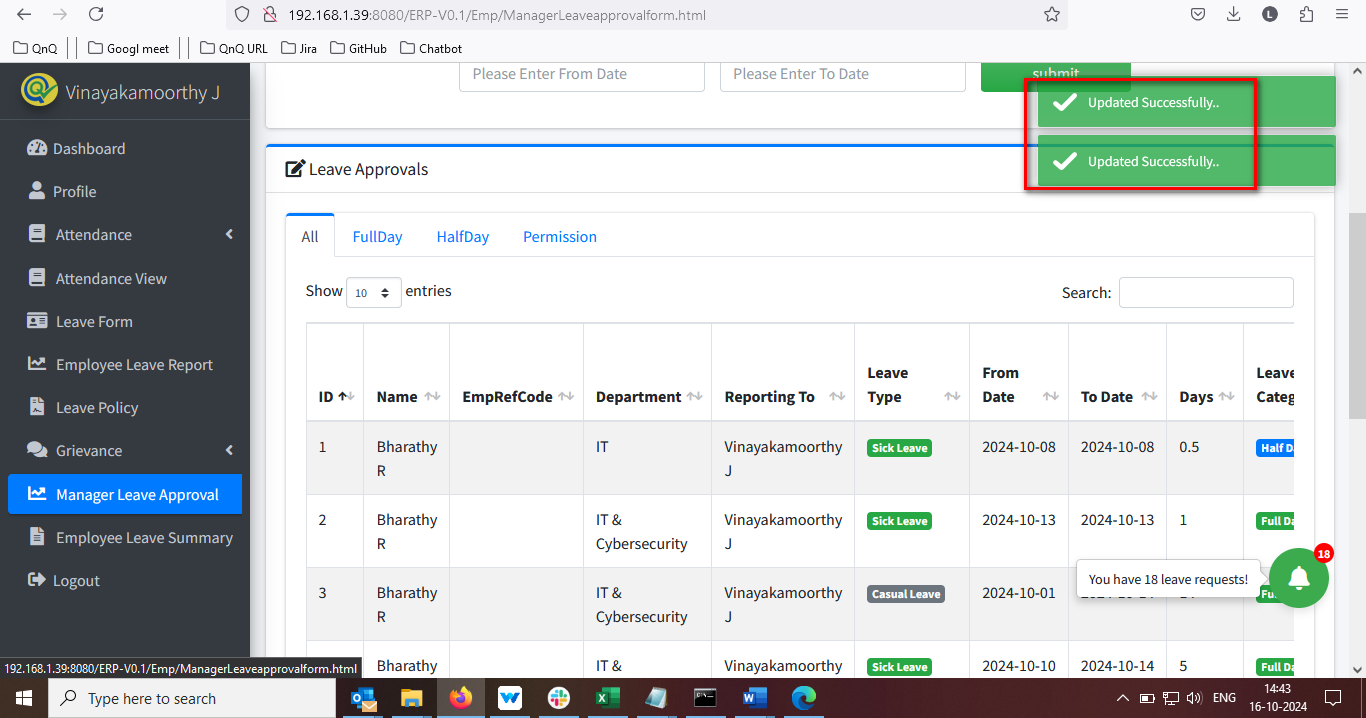 192.168.1.39:8080/ERP-V0.1/Emp/ManagerLeaveapprovalform.html
L
QnQ
Googl meet
QnQ URL
Jira
GitHub
Chatbot
Vinayakamoorthy J
Dashboard
Profile
Attendance
Attendance View
Leave Form
Employee Leave Report
Leave Policy
Grievance
Manager Leave Approval
Employee Leave Summary
Logout
Please Enter From Date
Please Enter To Date
submit
Updated Successfully..
Updated Successfully..
Leave Approvals
All FullDay HalfDay Permission
Show 10 entries
Search:
ID Name EmpRefCode Department Reporting To Leave Type From Date To Date Days Leave Categ
1 Bharathy R IT Vinayakamoorthy J Sick Leave 2024-10-08 2024-10-08 0.5 Half D
2 Bharathy R IT & Cybersecurity Vinayakamoorthy J Sick Leave 2024-10-13 2024-10-13 1 Full Da
3 Bharathy R IT & Cybersecurity Vinayakamoorthy J Casual Leave 2024-10-01
Bharathy IT & Vinayakamoorthy Sick Leave 2024-10-10 2024-10-14 5 Full Da
You have 18 leave requests!
18
192.168.1.39:8080/ERP-V0.1/Emp/ManagerLeaveapprovalform.html
Type here to search
ENG
14:43
16-10-2024